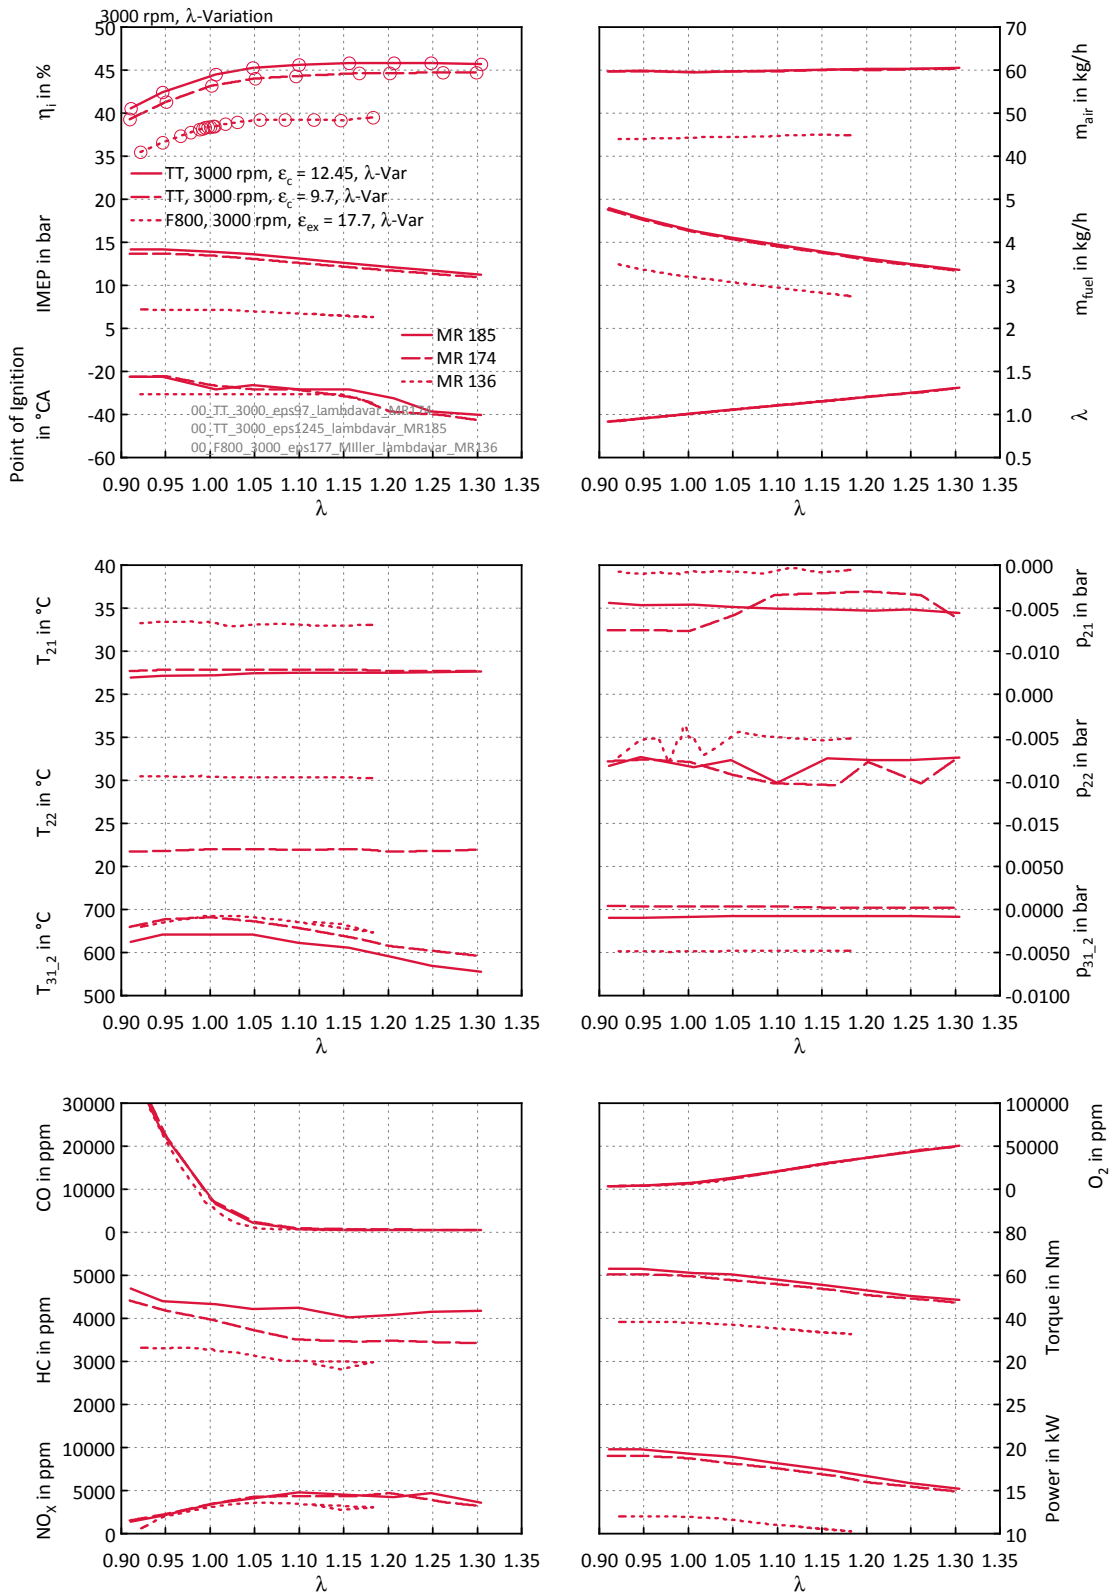 3000 rpm, λ-Variation
50
45
40
35
20
15
10
5
-20
-40
-60
ηi in %
IMEP in bar
Point of Ignition
in °CA
TT, 3000 rpm, εc = 12.45, λ-Var
TT, 3000 rpm, εc = 9.7, λ-Var
F800, 3000 rpm, εex = 17.7, λ-Var
MR 185
MR 174
MR 136
00_TT_3000_eps97_lambdavar_MR174
00_TT_3000_eps1245_lambdavar_MR185
00_F800_3000_eps177_MIller_lambdavar_MR136
0.90 0.95 1.00 1.05 1.10 1.15 1.20 1.25 1.30 1.35
λ
70
60
50
40
5
4
3
2
1.5
1.0
0.5
mair in kg/h
mfuel in kg/h
λ
0.90 0.95 1.00 1.05 1.10 1.15 1.20 1.25 1.30 1.35
λ
40
35
30
25
35
30
25
20
700
600
500
T21 in °C
T22 in °C
T31_2 in °C
0.90 0.95 1.00 1.05 1.10 1.15 1.20 1.25 1.30 1.35
λ
0.000
-0.005
-0.010
0.000
-0.005
-0.010
-0.015
0.0050
0.0000
-0.0050
-0.0100
p21 in bar
p22 in bar
p31_2 in bar
0.90 0.95 1.00 1.05 1.10 1.15 1.20 1.25 1.30 1.35
λ
30000
20000
10000
0
5000
4000
3000
2000
10000
5000
0
CO in ppm
HC in ppm
NOX in ppm
0.90 0.95 1.00 1.05 1.10 1.15 1.20 1.25 1.30 1.35
λ
100000
50000
0
80
60
40
20
25
20
15
10
O2 in ppm
Torque in Nm
Power in kW
0.90 0.95 1.00 1.05 1.10 1.15 1.20 1.25 1.30 1.35
λ